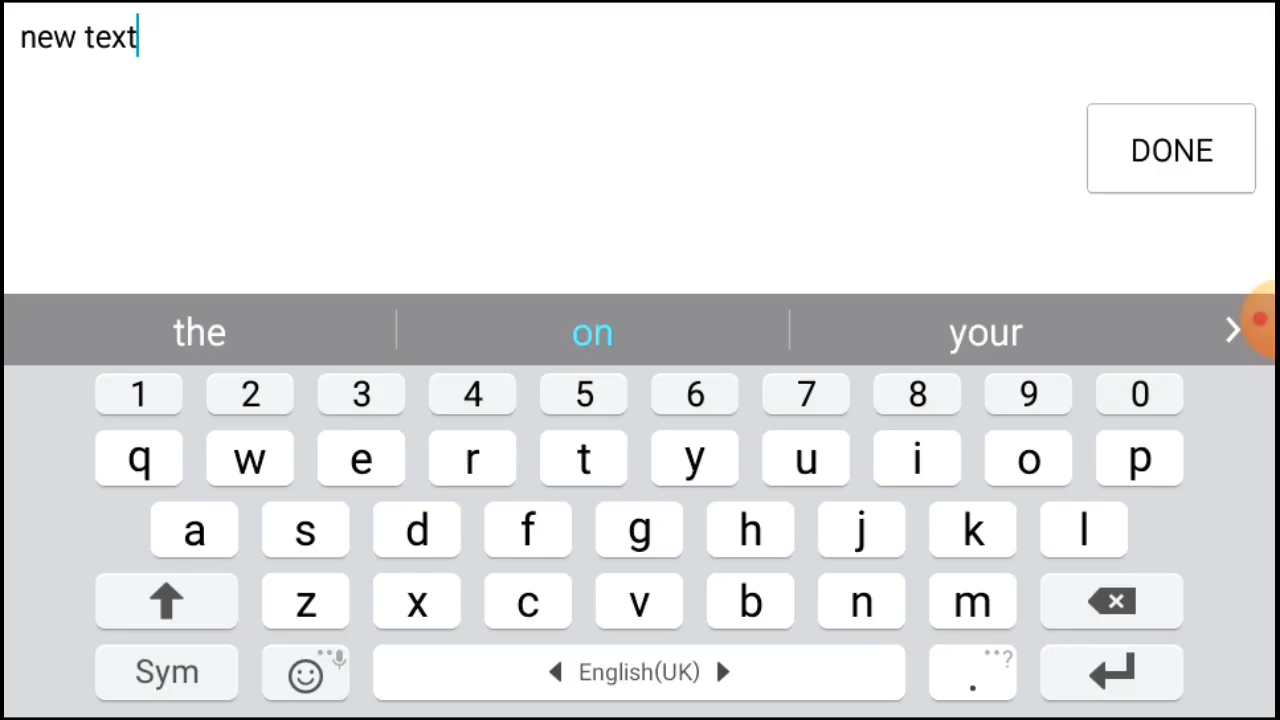 new text
DONE
the on your
1 2 3 4 5 6 7 8 9 0
q w e r t y u i o p
a s d f g h j k l
z x c v b n m
Sym ? English(UK) .